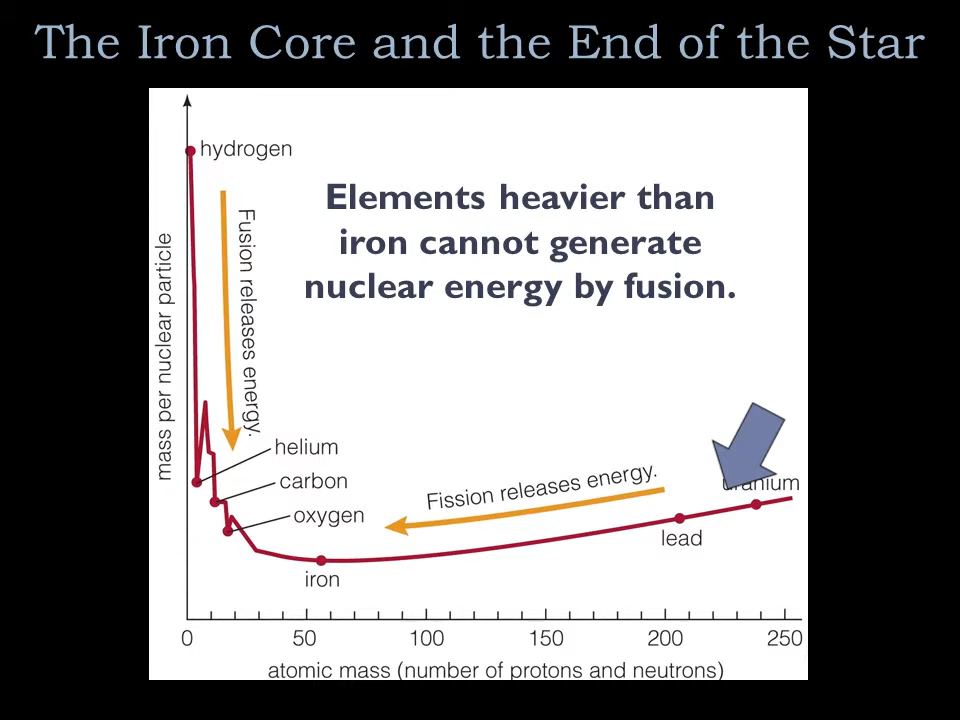 The Iron Core and the End of the Star
hydrogen
Elements heavier than
iron cannot generate
nuclear energy by fusion.
mass per nuclear particle
Fusion releases energy.
helium
carbon
oxygen
iron
Fission releases energy.
uranium
lead
0 50 100 150 200 250
atomic mass (number of protons and neutrons)